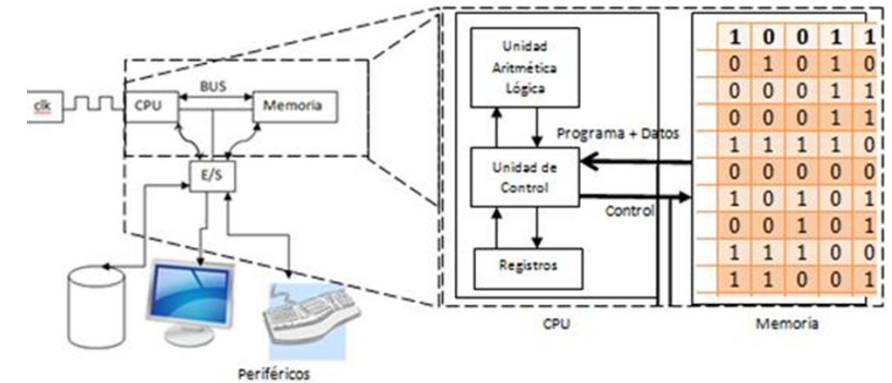 clk
CPU
BUS
Memoria
E/S
Periféricos
Unidad
Aritmética
Lógica
Programa + Datos
Unidad de
Control
Control
Registros
CPU
1 0 0 1 1
0 1 0 1 0
0 0 0 1 1
0 0 0 1 1
1 1 1 1 0
0 0 0 0 0
1 0 1 0 1
0 0 1 0 1
1 1 1 0 0
1 1 0 0 1
Memoria